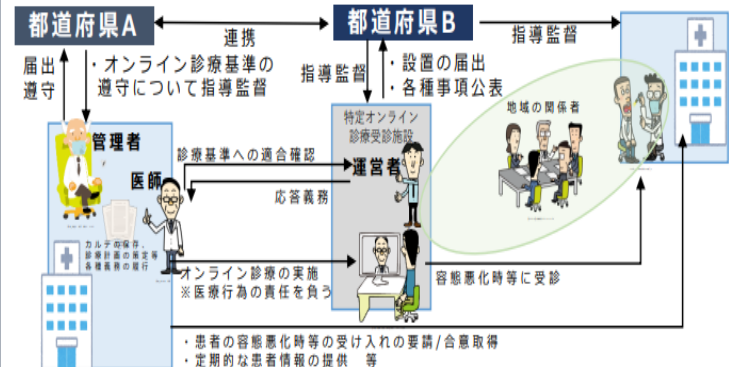 都道府県A
都道府県B
連携
指導監督
届出
遵守
・オンライン診療基準の
遵守について指導監督
指導監督
・設置の届出
・各種事項公表
特定オンライン
診療受診施設
地域の関係者
管理者
診療基準への適合確認
運営者
医師
応答義務
カルテの保存、
診療計画の策定等
各種義務の履行
オンライン診療の実施
※医療行為の責任を負う
容態悪化時等に受診
・患者の容態悪化時等の受け入れの要請/合意取得
・定期的な患者情報の提供 等